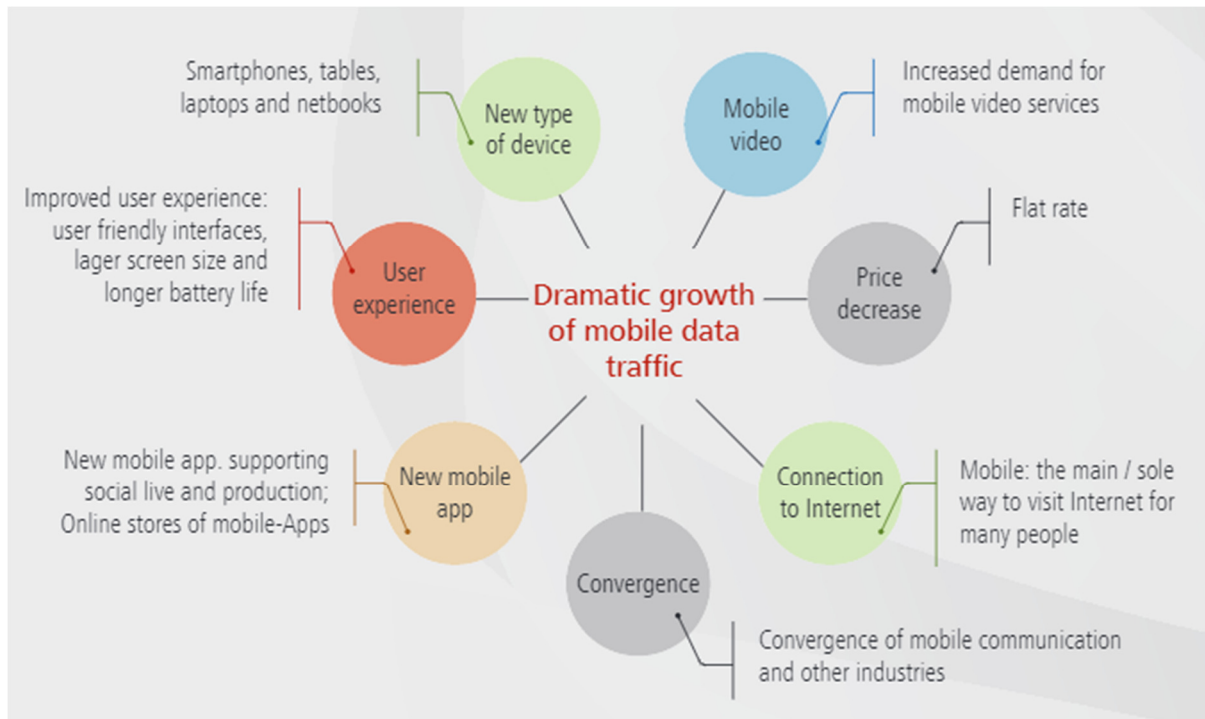 Smartphones, tables,
laptops and netbooks
New type
of device
Mobile
video
Increased demand for
mobile video services
Improved user experience:
user friendly interfaces,
lager screen size and
longer battery life
User
experience
Dramatic growth
of mobile data
traffic
Price
decrease
Flat rate
New mobile app. supporting
social live and production;
Online stores of mobile-Apps
New mobile
app
Convergence
Convergence of mobile communication
and other industries
Connection
to Internet
Mobile: the main / sole
way to visit Internet for
many people